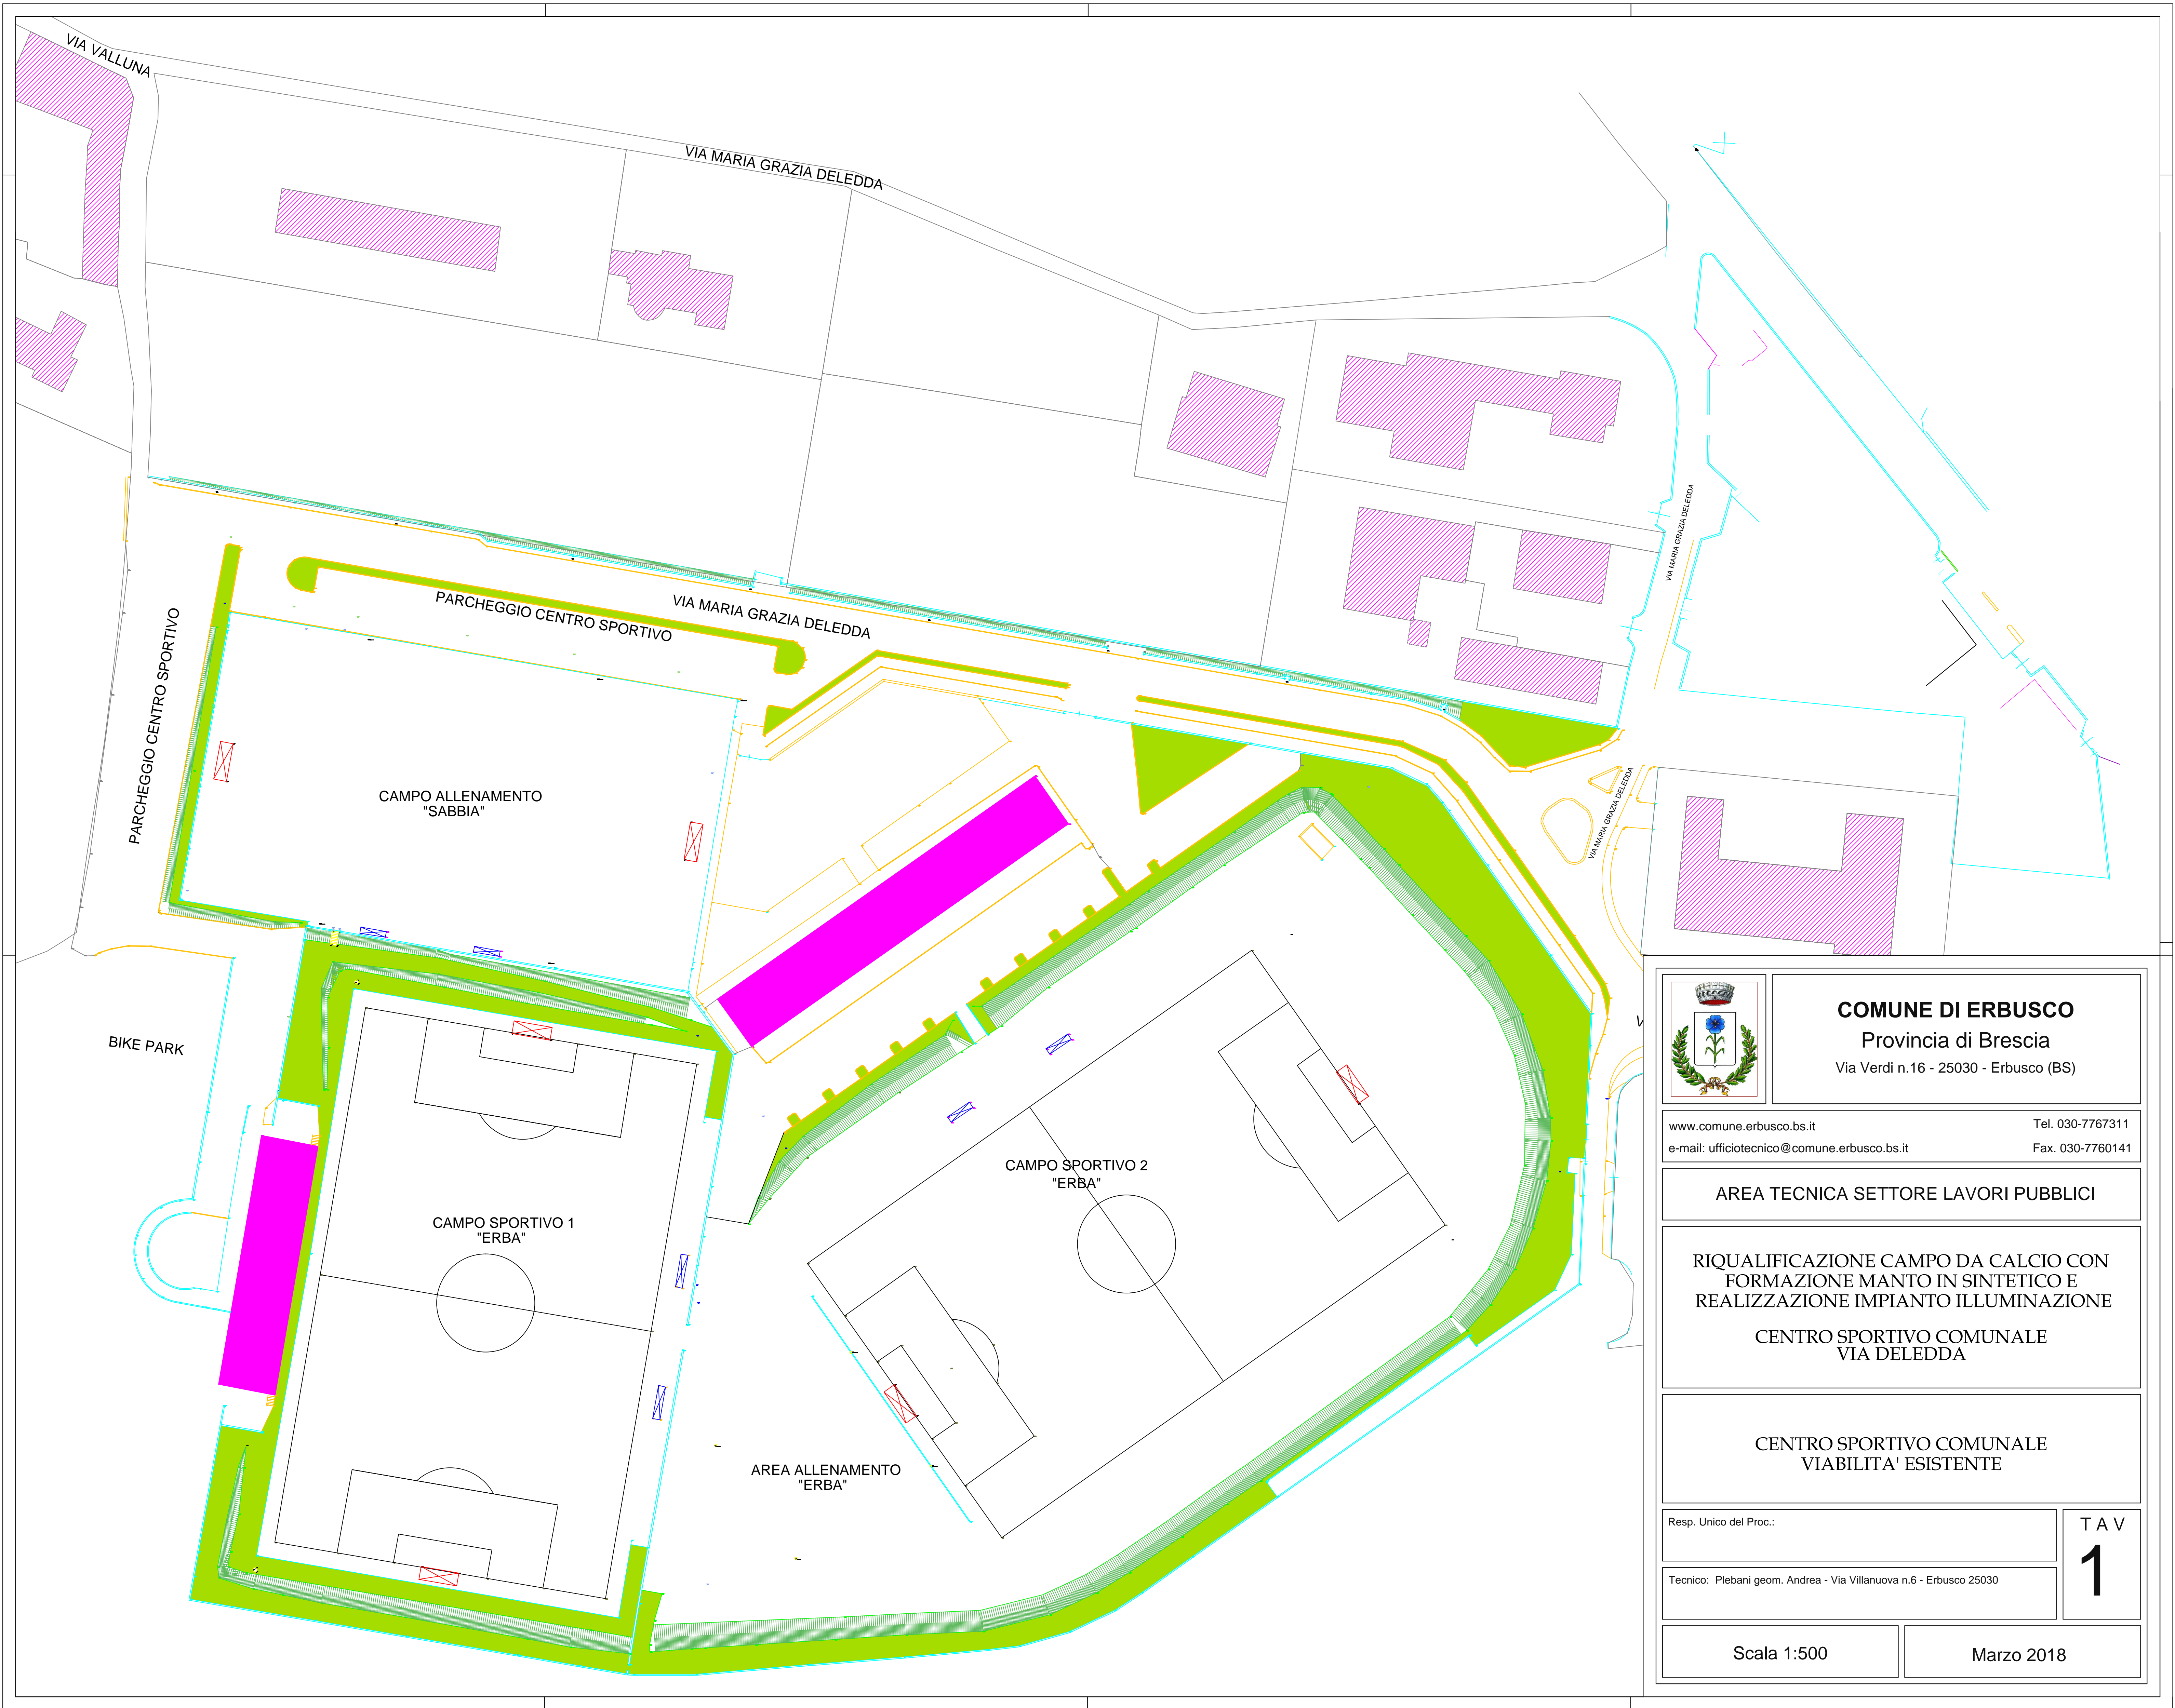 VIA VALLUNA
VIA MARIA GRAZIA DELEDDA
VIA MARIA GRAZIA DELEDDA
PARCHEGGIO CENTRO SPORTIVO
VIA MARIA GRAZIA DELEDDA
PARCHEGGIO CENTRO SPORTIVO
CAMPO ALLENAMENTO
"SABBIA"
VIA MARIA GRAZIA DELEDDA
BIKE PARK
CAMPO SPORTIVO 1
"ERBA"
CAMPO SPORTIVO 2
"ERBA"
AREA ALLENAMENTO
"ERBA"
COMUNE DI ERBUSCO
Provincia di Brescia
Via Verdi n.16 - 25030 - Erbusco (BS)
www.comune.erbusco.bs.it
Tel. 030-7767311
e-mail: ufficiotecnico@comune.erbusco.bs.it
Fax. 030-7760141
AREA TECNICA SETTORE LAVORI PUBBLICI
RIQUALIFICAZIONE CAMPO DA CALCIO CON
FORMAZIONE MANTO IN SINTETICO E
REALIZZAZIONE IMPIANTO ILLUMINAZIONE
CENTRO SPORTIVO COMUNALE
VIA DELEDDA
CENTRO SPORTIVO COMUNALE
VIABILITA' ESISTENTE
Resp. Unico del Proc.:
T A V
1
Tecnico: Plebani geom. Andrea - Via Villanuova n.6 - Erbusco 25030
Scala 1:500
Marzo 2018